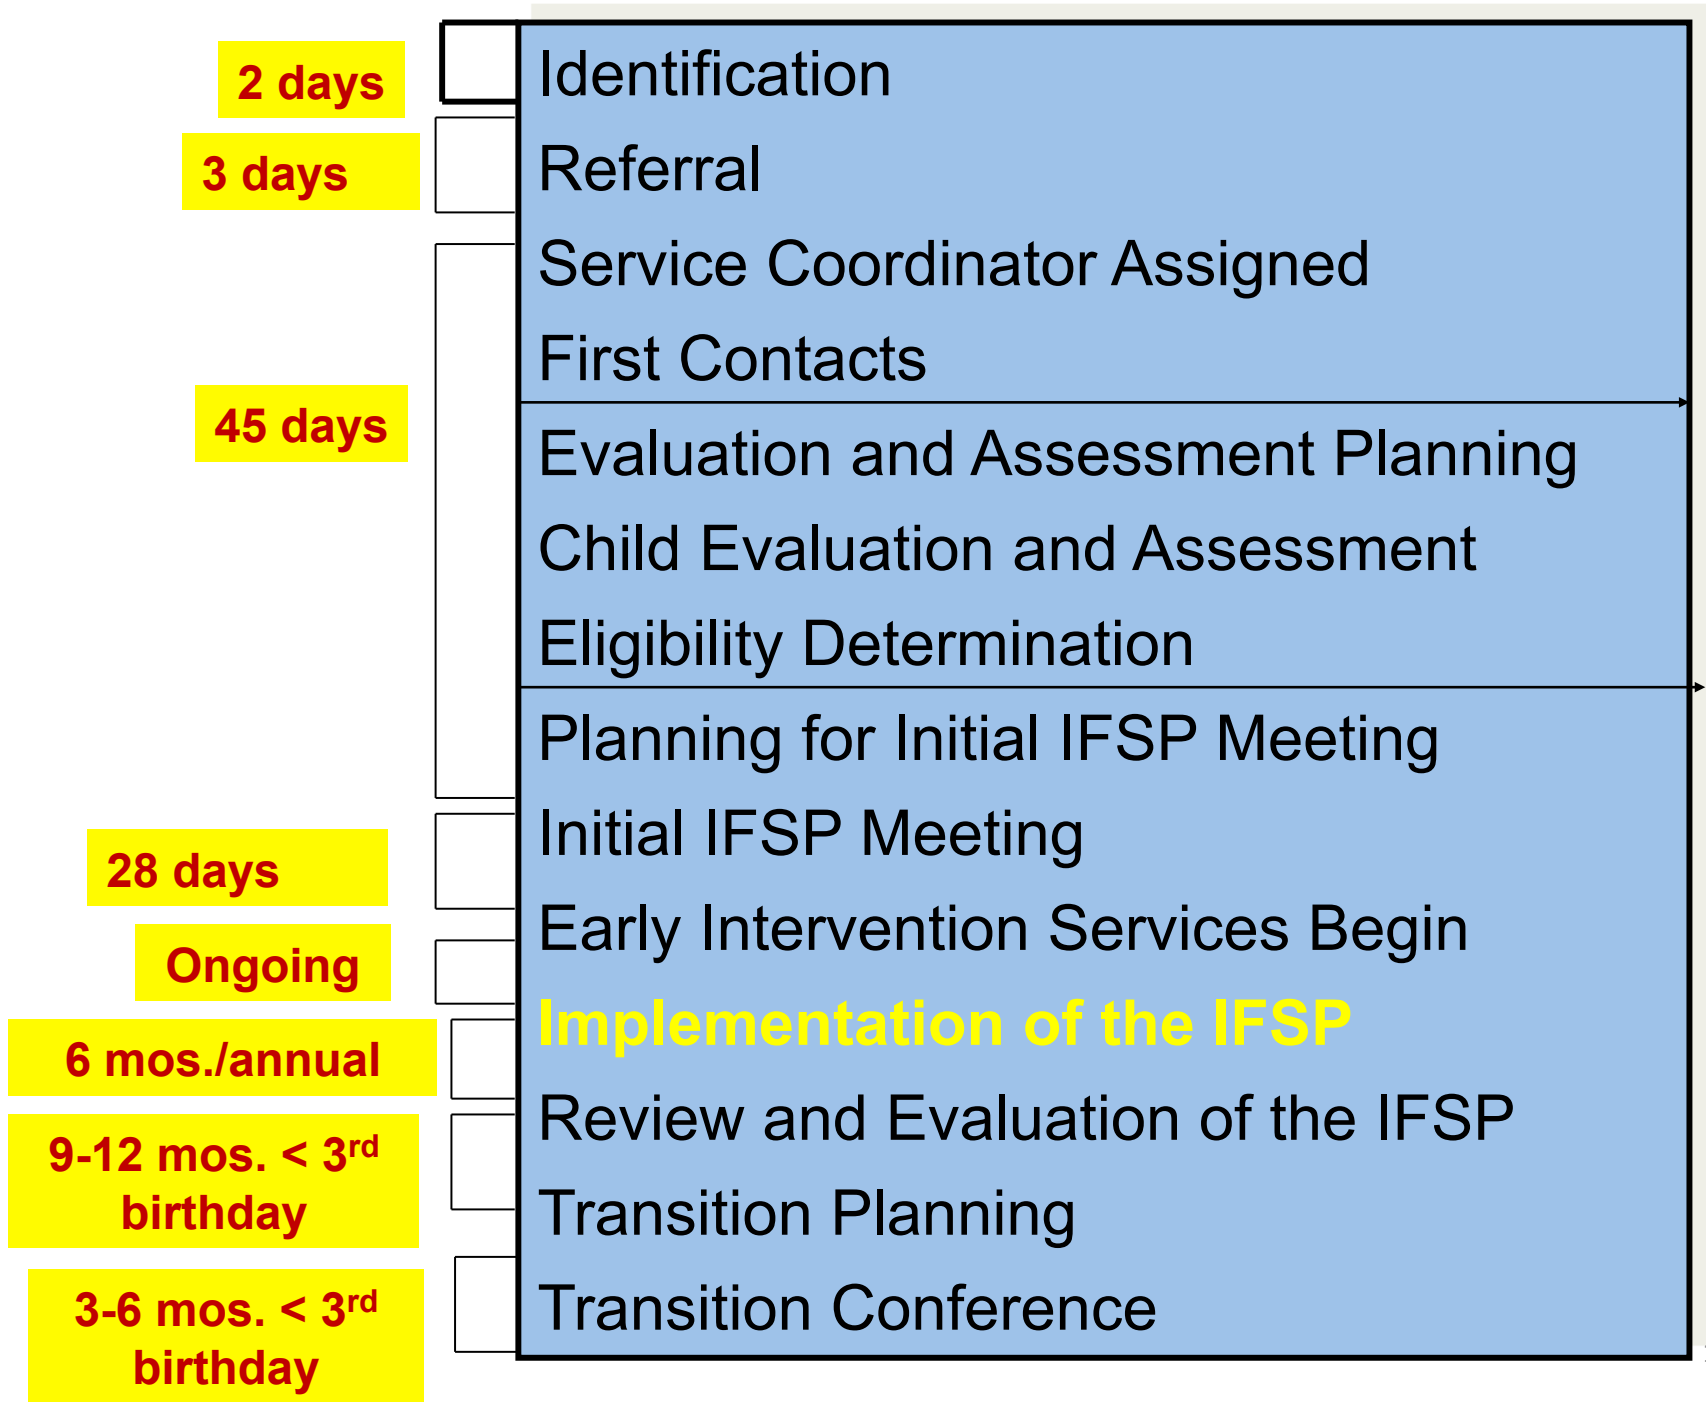 2 days
Identification
3 days
Referral
Service Coordinator Assigned
First Contacts
45 days
Evaluation and Assessment Planning
Child Evaluation and Assessment
Eligibility Determination
Planning for Initial IFSP Meeting
Initial IFSP Meeting
28 days
Early Intervention Services Begin
Ongoing
Implementation of the IFSP
6 mos./annual
Review and Evaluation of the IFSP
9-12 mos. < 3rd
birthday
Transition Planning
Transition Conference
3-6 mos. < 3rd
birthday